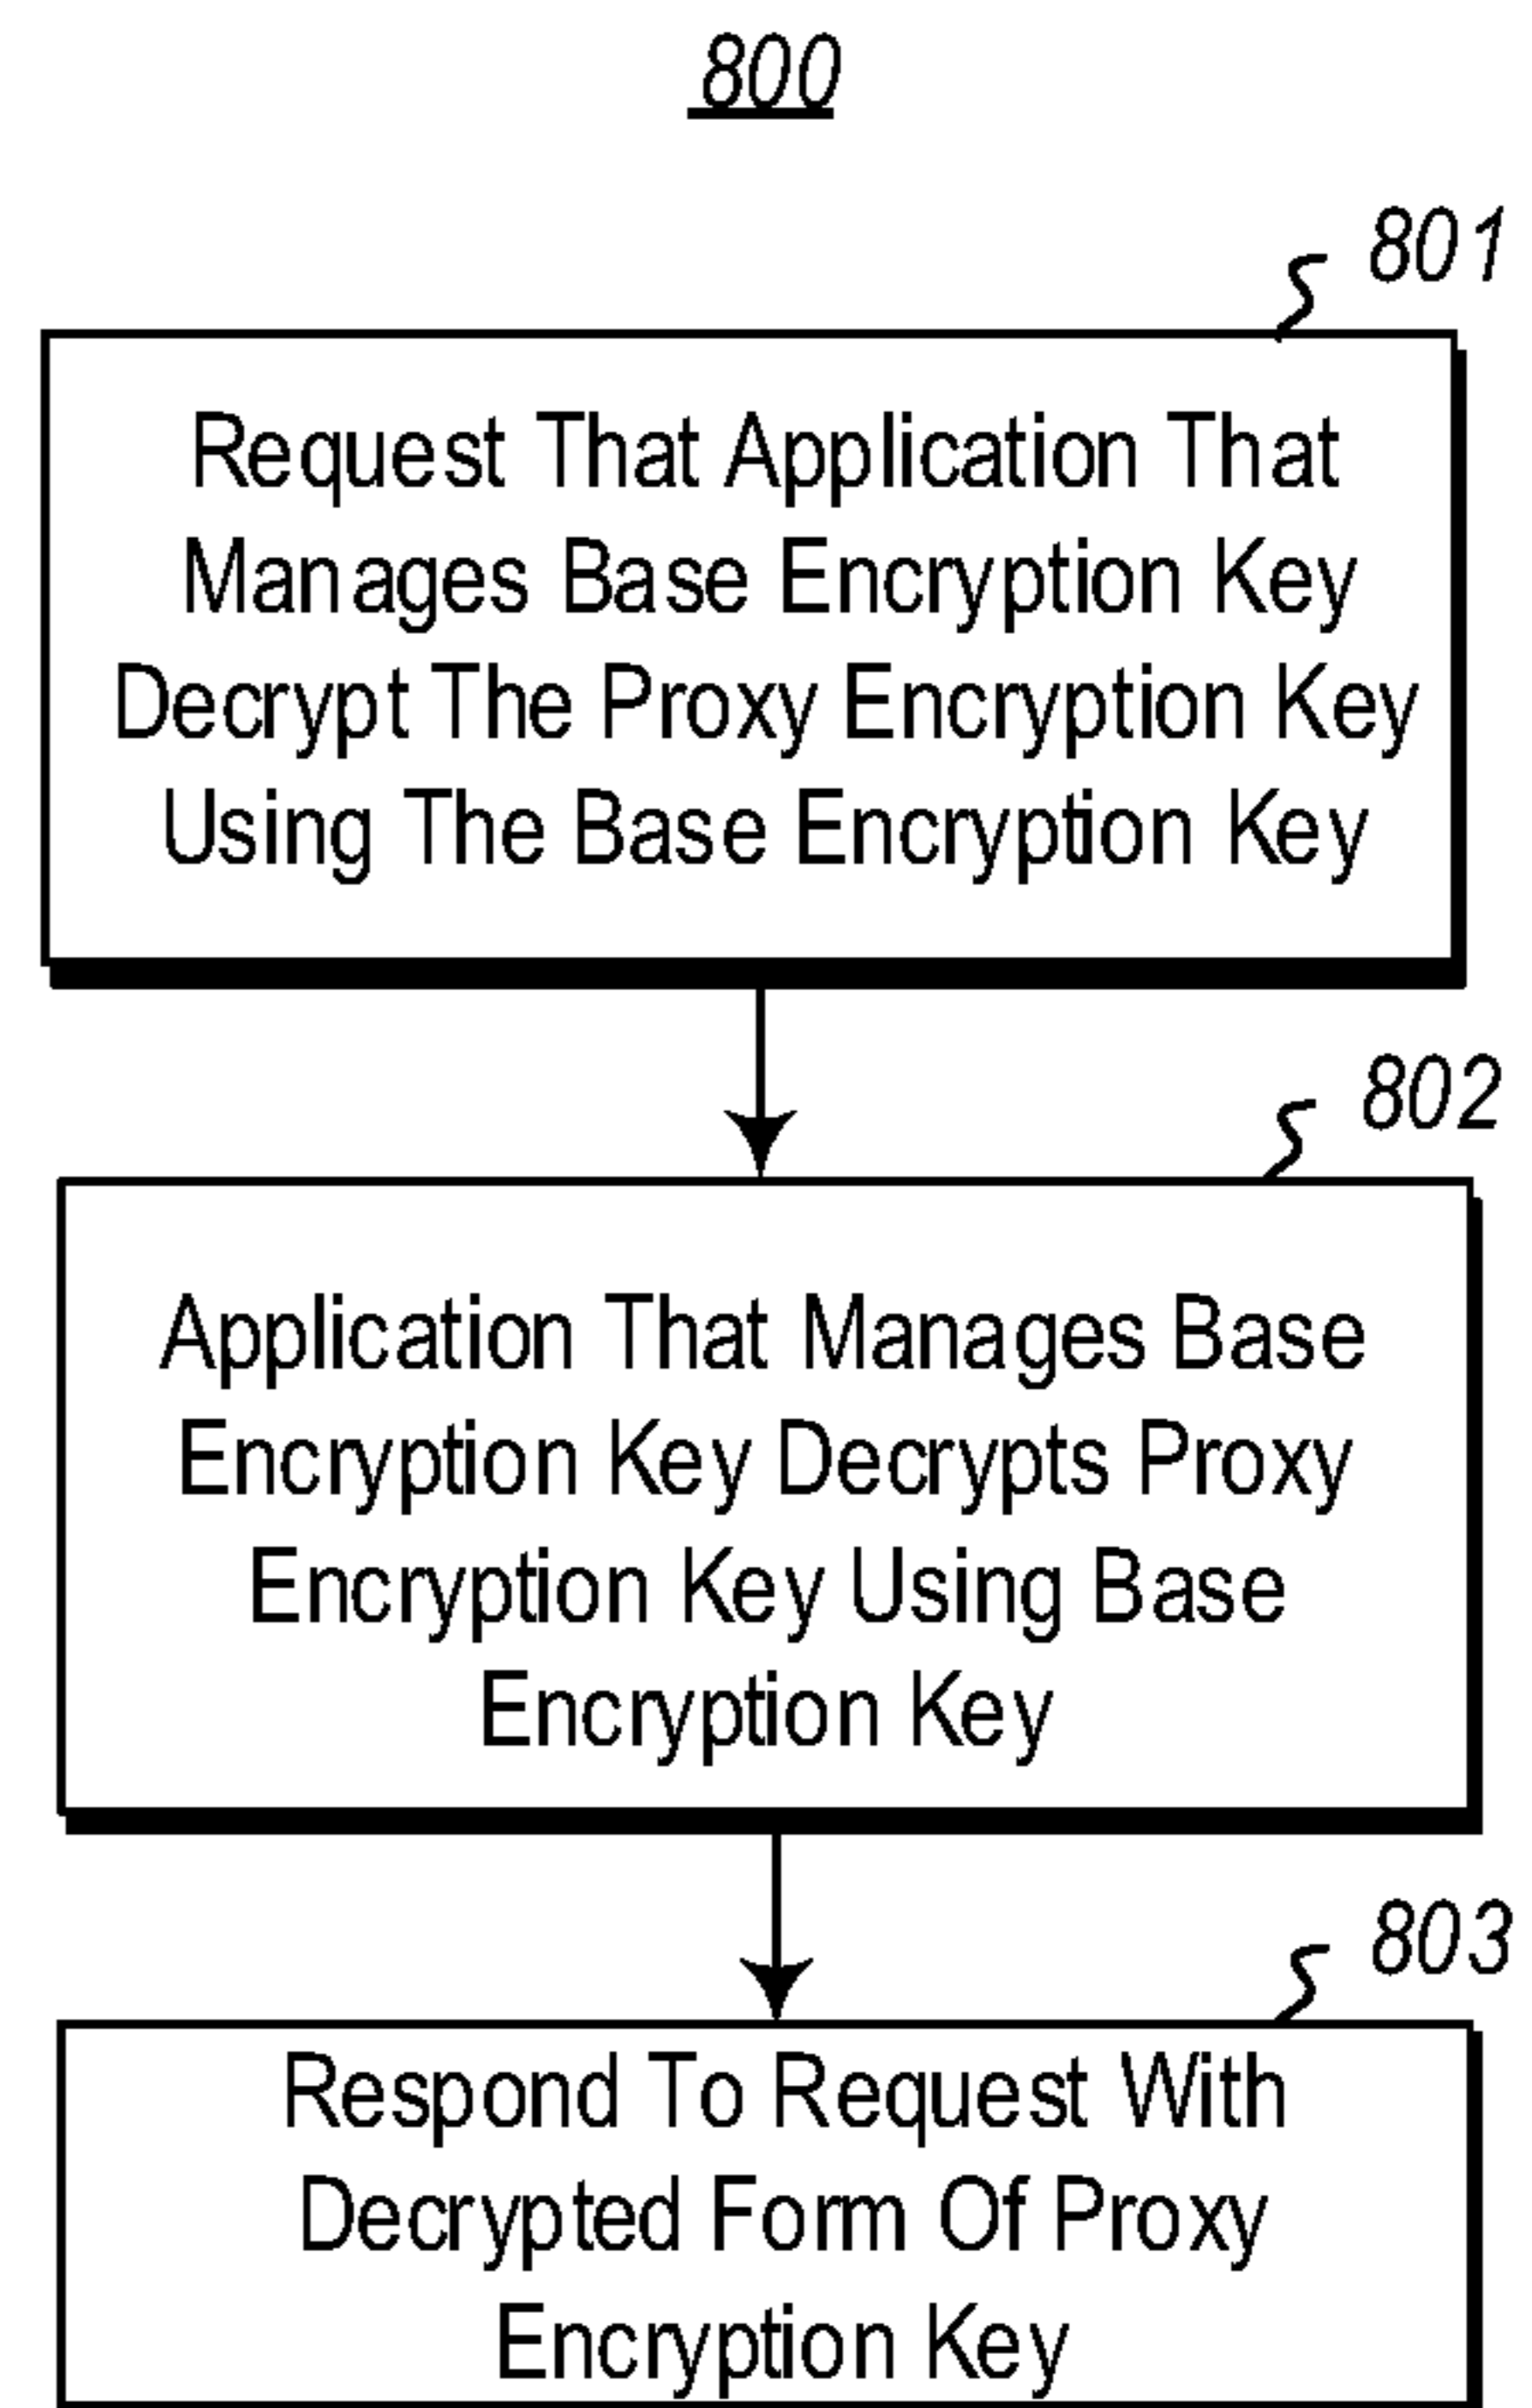 800
801
Request That Application That
Manages Base Encryption Key
Decrypt The Proxy Encryption Key
Using The Base Encryption Key
802
Application That Manages Base
Encryption Key Decrypts Proxy
Encryption Key Using Base
Encryption Key
803
Respond To Request With
Decrypted Form Of Proxy
Encryption Key